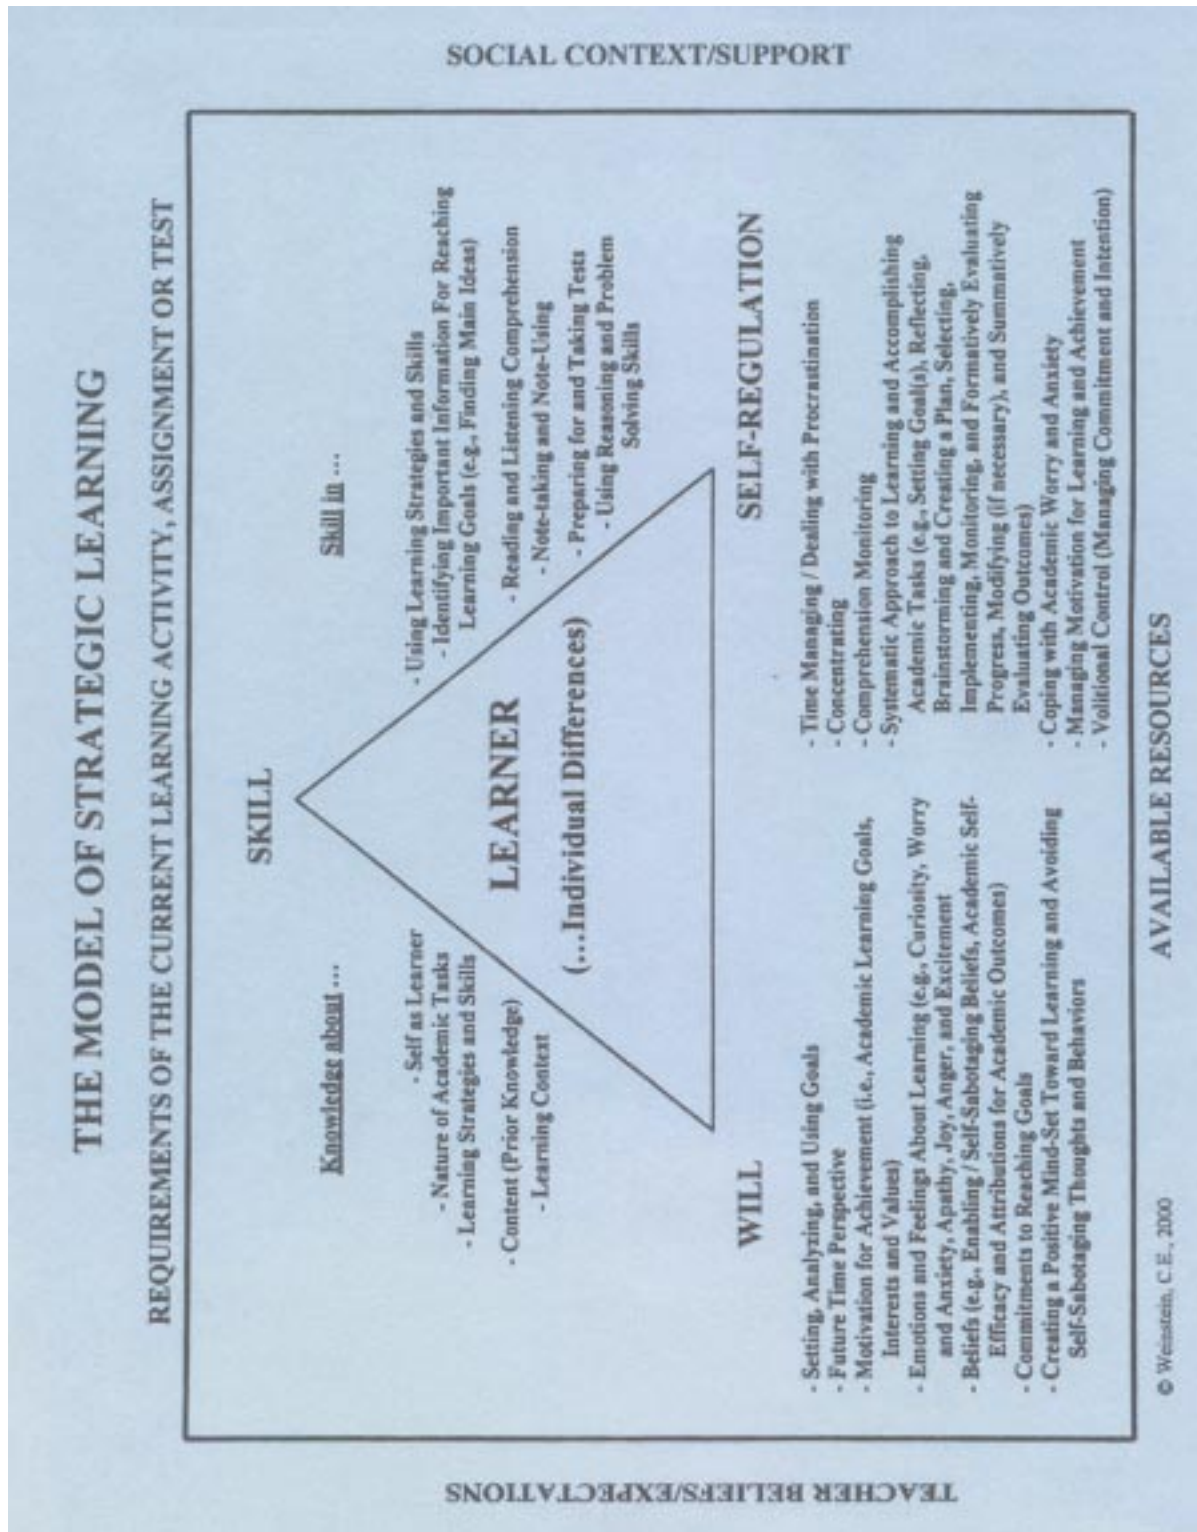 THE MODEL OF STRATEGIC LEARNING
REQUIREMENTS OF THE CURRENT LEARNING ACTIVITY, ASSIGNMENT OR TEST
TEACHER BELIEFS/EXPECTATIONS
SOCIAL CONTEXT/SUPPORT
SKILL
Knowledge about ...
- Self as Learner
- Nature of Academic Tasks
- Learning Strategies and Skills
- Content (Prior Knowledge)
- Learning Context
Skill in ...
- Using Learning Strategies and Skills
- Identifying Important Information For Reaching
Learning Goals (e.g., Finding Main Ideas)
- Reading and Listening Comprehension
- Note-taking and Note-Using
- Preparing for and Taking Tests
- Using Reasoning and Problem
Solving Skills
LEARNER
(...Individual Differences)
WILL
- Setting, Analyzing, and Using Goals
- Future Time Perspective
- Motivation for Achievement (i.e., Academic Learning Goals,
Interests and Values)
- Emotions and Feelings About Learning (e.g., Curiosity, Worry
and Anxiety, Apathy, Joy, Anger, and Excitement
- Beliefs (e.g., Enabling / Self-Sabotaging Beliefs, Academic Self-
Efficacy and Attributions for Academic Outcomes)
- Commitments to Reaching Goals
- Creating a Positive Mind-Set Toward Learning and Avoiding
Self-Sabotaging Thoughts and Behaviors
SELF-REGULATION
- Time Managing / Dealing with Procrastination
- Concentrating
- Comprehension Monitoring
- Systematic Approach to Learning and Accomplishing
Academic Tasks (e.g., Setting Goal(s), Reflecting,
Brainstorming and Creating a Plan, Selecting,
Implementing, Monitoring, and Formatively Evaluating
Progress, Modifying (if necessary), and Summatively
Evaluating Outcomes)
- Coping with Academic Worry and Anxiety
- Managing Motivation for Learning and Achievement
- Volitional Control (Managing Commitment and Intention)
AVAILABLE RESOURCES
© Weinstein, C.E., 2000